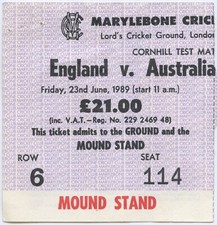 MARYLEBONE CRIC
Lord's Cricket Ground, London
CORNHILL TEST MAT
England v. Australia
Friday, 23rd June, 1989 (start 11 a.m.)
£21.00
(inc. V.A.T.- Reg. No. 229 2469 48)
This ticket admits to the GROUND and the
MOUND STAND
ROW SEAT
6 114
MOUND STAND